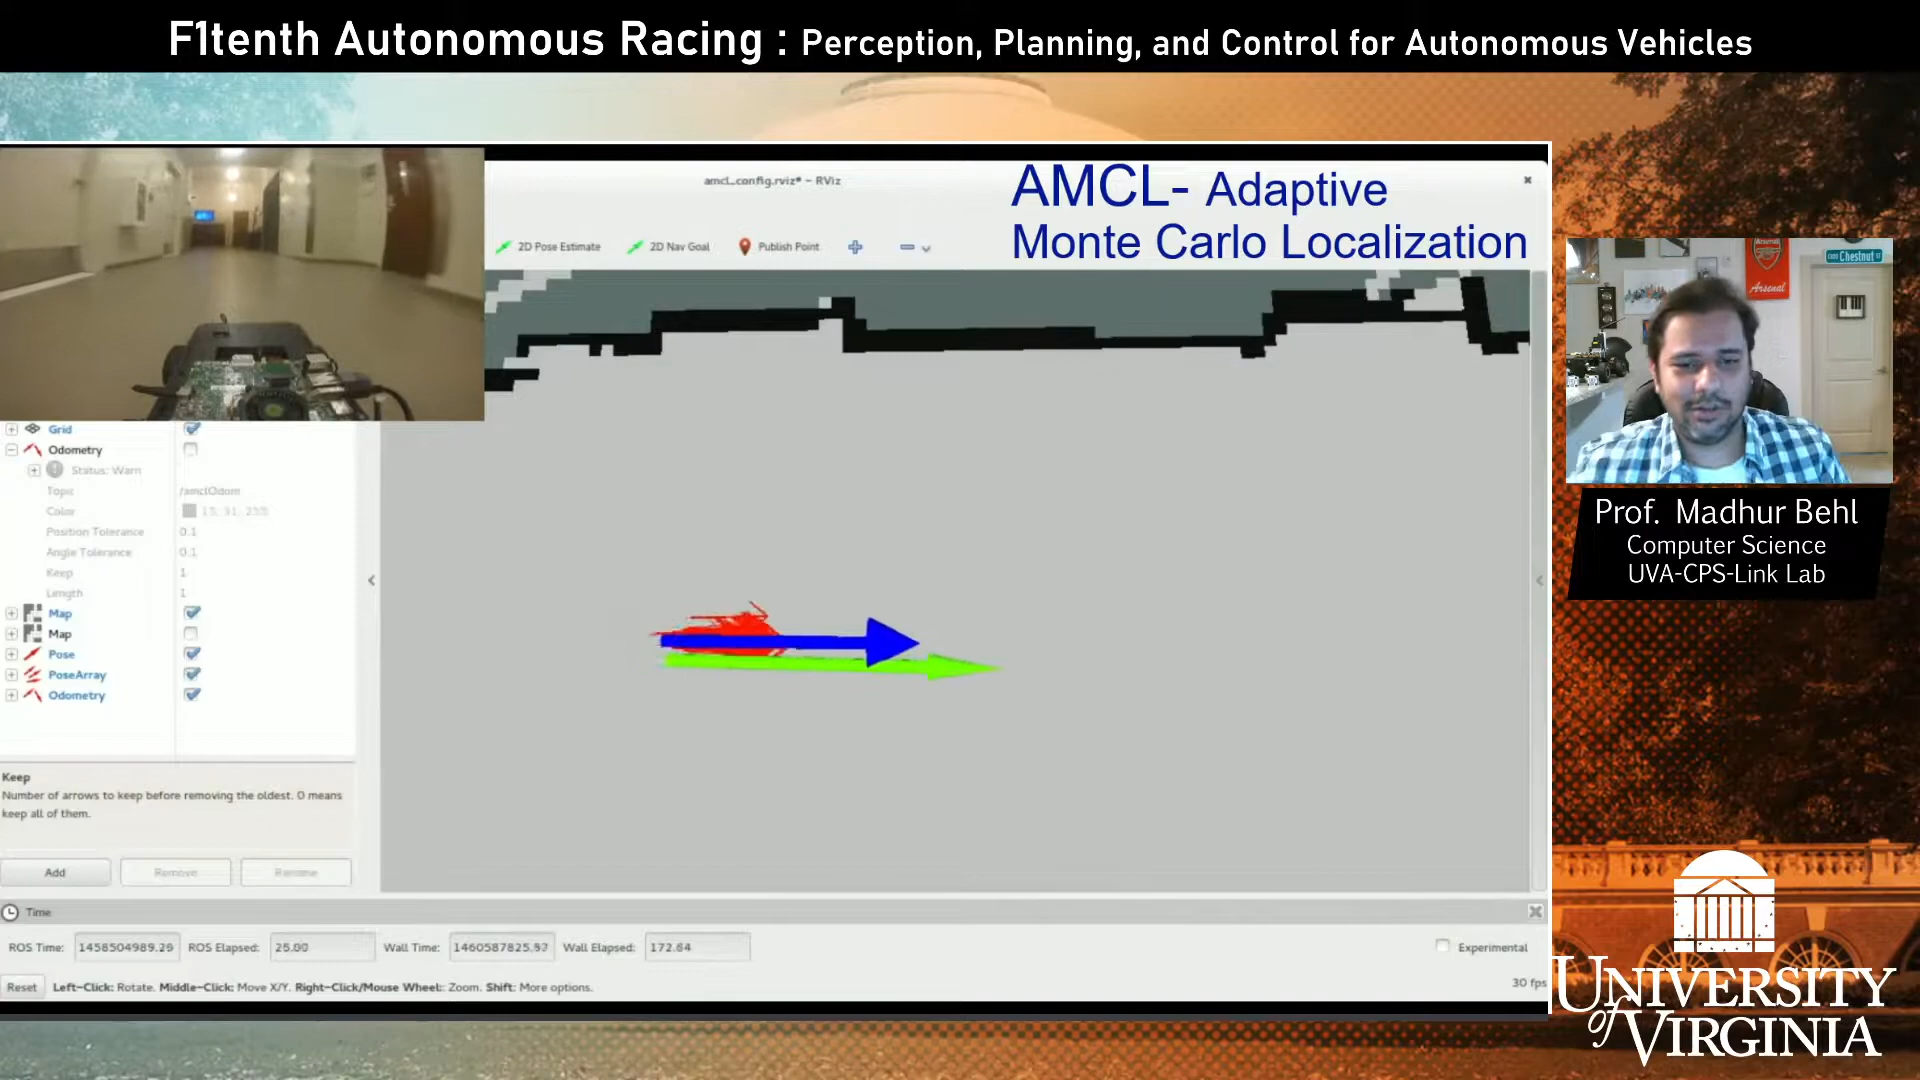 F1tenth Autonomous Racing : Perception, Planning, and Control for Autonomous Vehicles
amcl_config.rviz* - RViz
AMCL- Adaptive
Monte Carlo Localization
2D Pose Estimate
2D Nav Goal
Publish Point
Grid
Odometry
Status: Warn
Topic /amclOdom
Color
Position Tolerance 0.1
Angle Tolerance 0.1
Keep 1
Length 1
Map
Map
Pose
PoseArray
Odometry
Keep
Number of arrows to keep before removing the oldest. 0 means
keep all of them.
Add Remove Rename
Time
ROS Time: 1458504989.29 ROS Elapsed: 25.00 Wall Time: Wall Elapsed: 172.64 Experimental
Reset Left-Click: Rotate. Middle-Click: Move X/Y. Right-Click/Mouse Wheel:: Zoom. Shift: More options.
30 fps
Arsenal
Chestnut
Prof. Madhur Behl
Computer Science
UVA-CPS-Link Lab
UNIVERSITY
of VIRGINIA